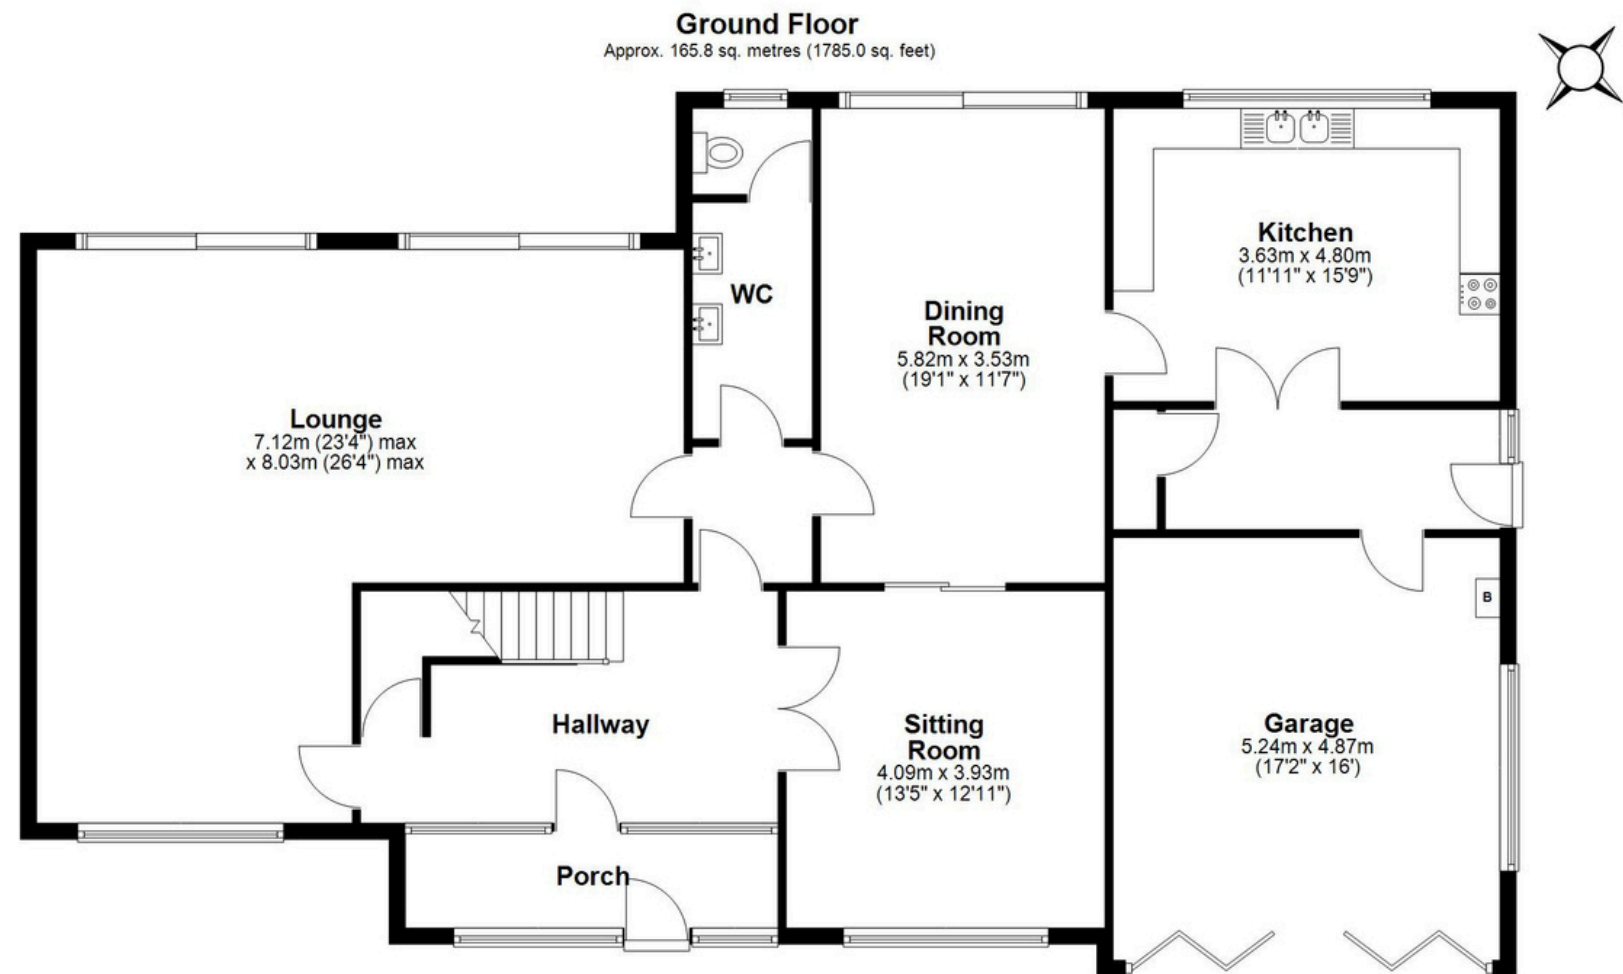 Ground Floor
Approx. 165.8 sq. metres (1785.0 sq. feet)
Kitchen
3.63m x 4.80m
(11'11" x 15'9")
WC
Dining
Room
5.82m x 3.53m
(19'1" x 11'7")
Lounge
7.12m (23'4") max
x 8.03m (26'4") max
B
Hallway
Sitting
Room
4.09m x 3.93m
(13'5" x 12'11")
Garage
5.24m x 4.87m
(17'2" x 16')
Porch